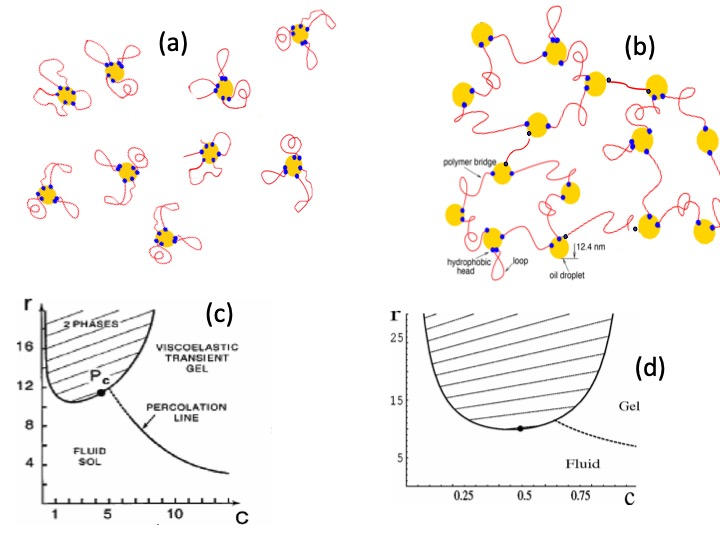 (a)
(b)
polymer bridge
hydrophobic
head
loop
oil droplet
12.4 nm
(c)
r
2 PHASES
VISCOELASTIC
TRANSIENT
GEL
16
12
8
4
Pc
PERCOLATION
LINE
FLUID
SOL
1
5
10
C
(d)
r
25
15
5
Gel
Fluid
0.25
0.5
0.75
C